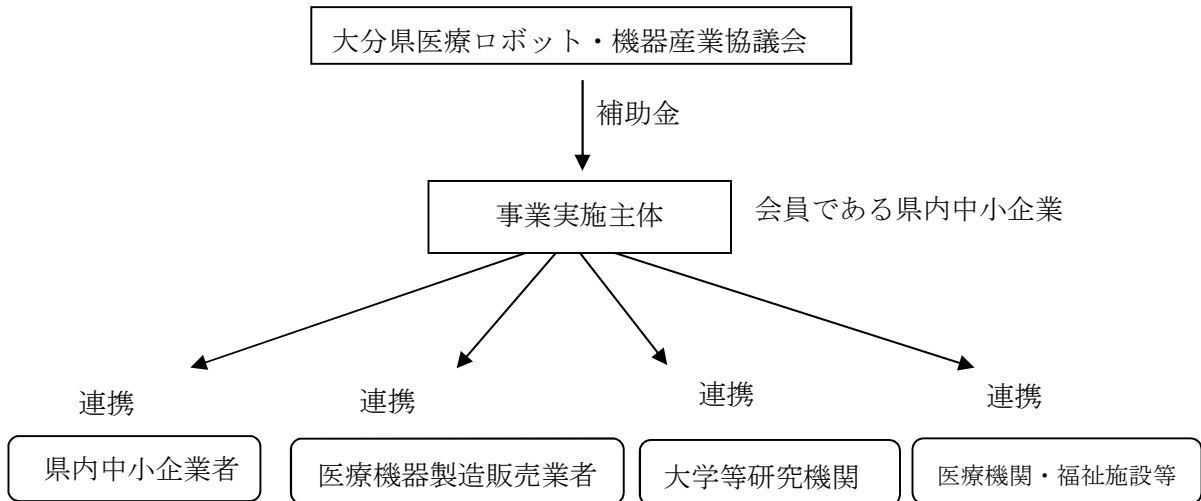 大分県医療ロボット・機器産業協議会
補助金
事業実施主体
会員である県内中小企業
連携
連携
連携
連携
県内中小企業者
医療機器製造販売業者
大学等研究機関
医療機関・福祉施設等